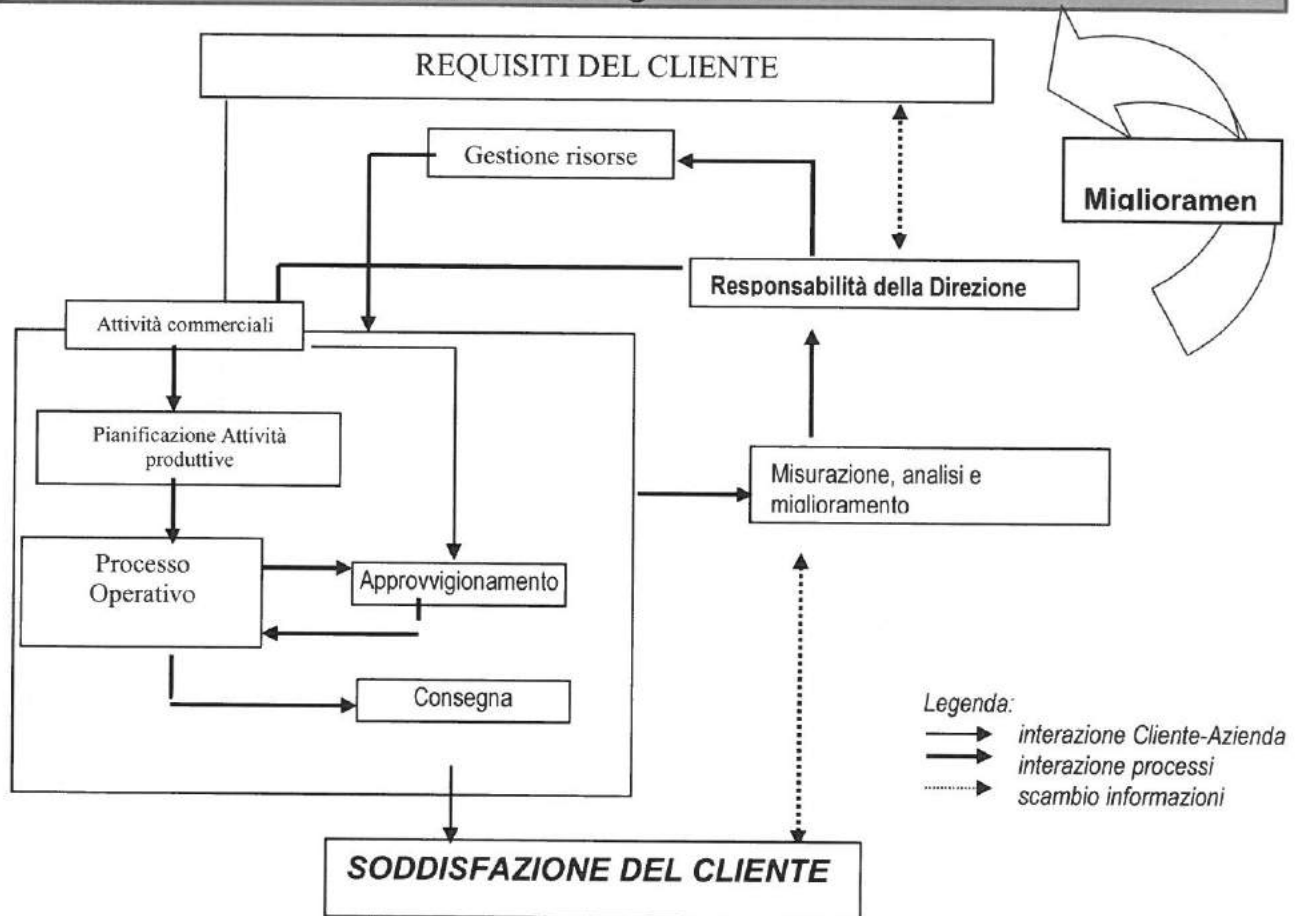 REQUISITI DEL CLIENTE
Gestione risorse
Miglioramen
Responsabilità della Direzione
Attività commerciali
Pianificazione Attività
produttive
Misurazione, analisi e
miglioramento
Processo
Operativo
Approvvigionamento
Consegna
Legenda:
interazione Cliente-Azienda
interazione processi
scambio informazioni
SODDISFAZIONE DEL CLIENTE